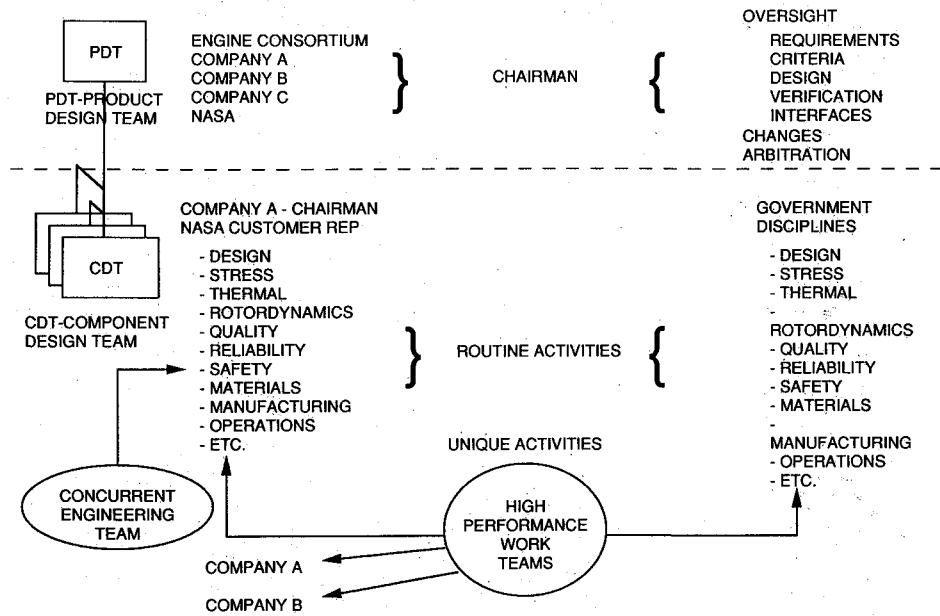 PDT
PDT-PRODUCT
DESIGN TEAM
ENGINE CONSORTIUM
COMPANY A
COMPANY B
COMPANY C
NASA
}
CHAIRMAN
{
OVERSIGHT
REQUIREMENTS
CRITERIA
DESIGN
VERIFICATION
INTERFACES
CHANGES
ARBITRATION
CDT
CDT-COMPONENT
DESIGN TEAM
COMPANY A - CHAIRMAN
NASA CUSTOMER REP
- DESIGN
- STRESS
- THERMAL
- ROTORDYNAMICS
- QUALITY
- RELIABILITY
- SAFETY
- MATERIALS
- MANUFACTURING
- OPERATIONS
- ETC.
}
ROUTINE ACTIVITIES
{
GOVERNMENT
DISCIPLINES
- DESIGN
- STRESS
- THERMAL
-
ROTORDYNAMICS
- QUALITY
- RELIABILITY
- SAFETY
- MATERIALS
-
MANUFACTURING
- OPERATIONS
- ETC.
CONCURRENT
ENGINEERING
TEAM
UNIQUE ACTIVITIES
HIGH
PERFORMANCE
WORK
TEAMS
COMPANY A
COMPANY B